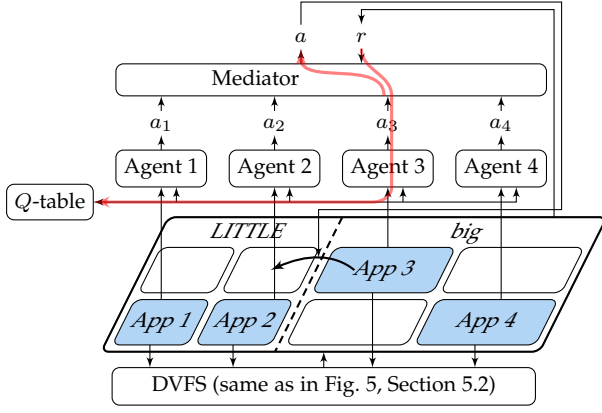 a r
Mediator
a₁ a₂ a₃ a₄
Agent 1 Agent 2 Agent 3 Agent 4
Q-table
LITTLE big
App 3
App 1 App 2 App 4
DVFS (same as in Fig. 5, Section 5.2)